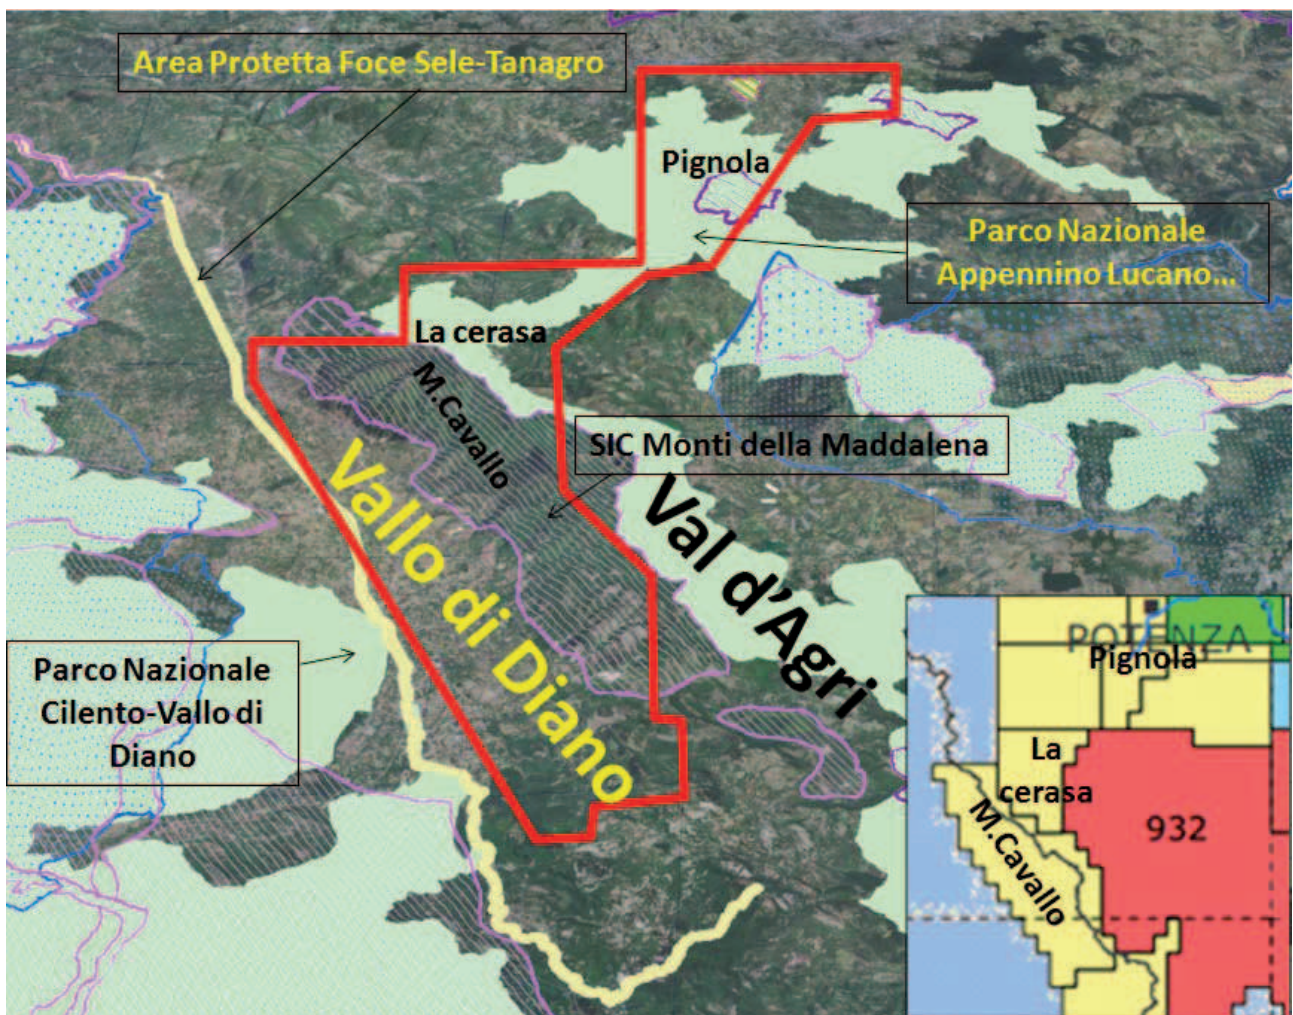 Area Protetta Foce Sele-Tanagro
Pignola
Parco Nazionale
Appennino Lucano...
La cerasa
M.Cavallo
SIC Monti della Maddalena
Vallo di Diano
Val d'Agri
Parco Nazionale
Cilento-Vallo di
Diano
POTENZA
Pignola
La
cerasa
M.Cavallo
932